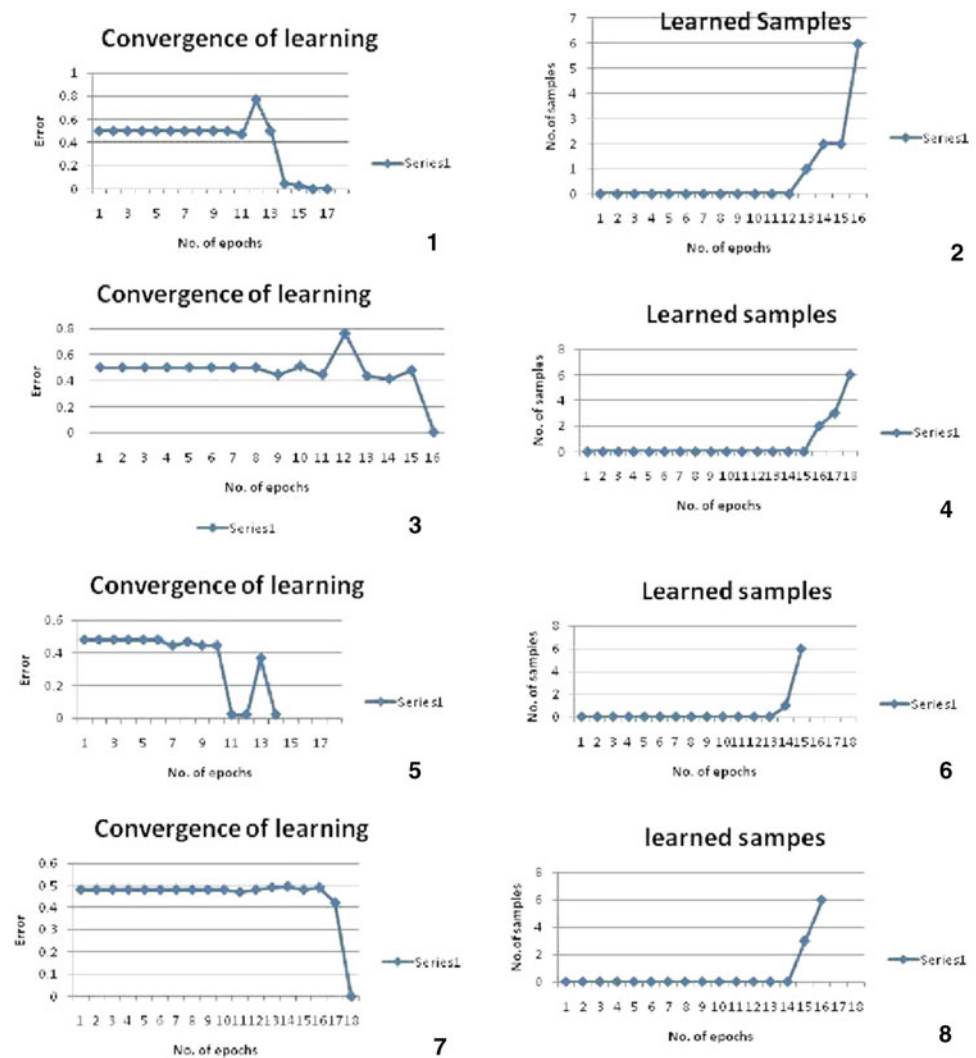 Convergence of learning
1
0.8
0.6
0.4
0.2
0
Error
1 3 5 7 9 11 13 15 17
No. of epochs
Series1
1
Learned Samples
7
6
5
4
3
2
1
0
No. of samples
1 2 3 4 5 6 7 8 9 10 11 12 13 14 15 16
Series1
2
Convergence of learning
0.8
0.6
0.4
0.2
0
Error
1 2 3 4 5 6 7 8 9 10 11 12 13 14 15 16
No. of epochs
Series1
3
Learned samples
8
6
4
2
0
No. of samples
1 2 3 4 5 6 7 8 9 10 11 12 13 14 15 16 17 18
No. of epochs
Series1
4
Convergence of learning
0.6
0.4
0.2
0
Error
1 3 5 7 9 11 13 15 17
No. of epochs
Series1
5
Learned samples
8
6
4
2
0
No. of samples
1 2 3 4 5 6 7 8 9 10 11 12 13 14 15 16 17 18
No. of epochs
Series1
6
Convergence of learning
0.6
0.5
0.4
0.3
0.2
0.1
0
Error
1 2 3 4 5 6 7 8 9 10 11 12 13 14 15 16 17 18
No. of epochs
Series1
7
learned sampes
8
6
4
2
0
No. of samples
1 2 3 4 5 6 7 8 9 10 11 12 13 14 15 16 17 18
No. of epochs
Series1
8